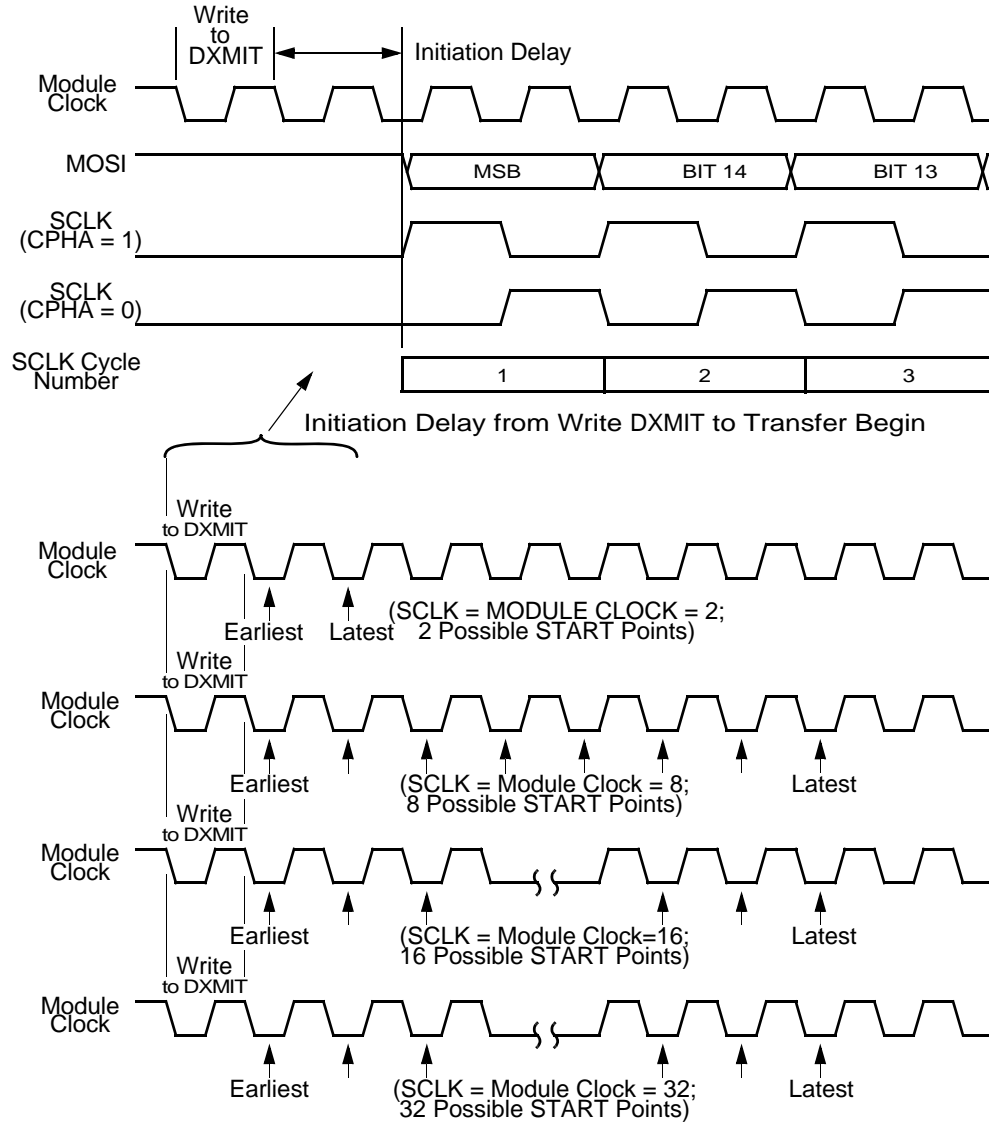 Write
to
DXMIT
Initiation Delay
Module
Clock
MOSI
MSB
BIT 14
BIT 13
SCLK
(CPHA = 1)
SCLK
(CPHA = 0)
SCLK Cycle
Number
1
2
3
Initiation Delay from Write DXMIT to Transfer Begin
Write
to DXMIT
Module
Clock
Earliest
Latest
(SCLK = MODULE CLOCK = 2;
2 Possible START Points)
Write
to DXMIT
Module
Clock
Earliest
(SCLK = Module Clock = 8;
8 Possible START Points)
Latest
Write
to DXMIT
Module
Clock
Earliest
(SCLK = Module Clock=16;
16 Possible START Points)
Latest
Write
to DXMIT
Module
Clock
Earliest
(SCLK = Module Clock = 32;
32 Possible START Points)
Latest